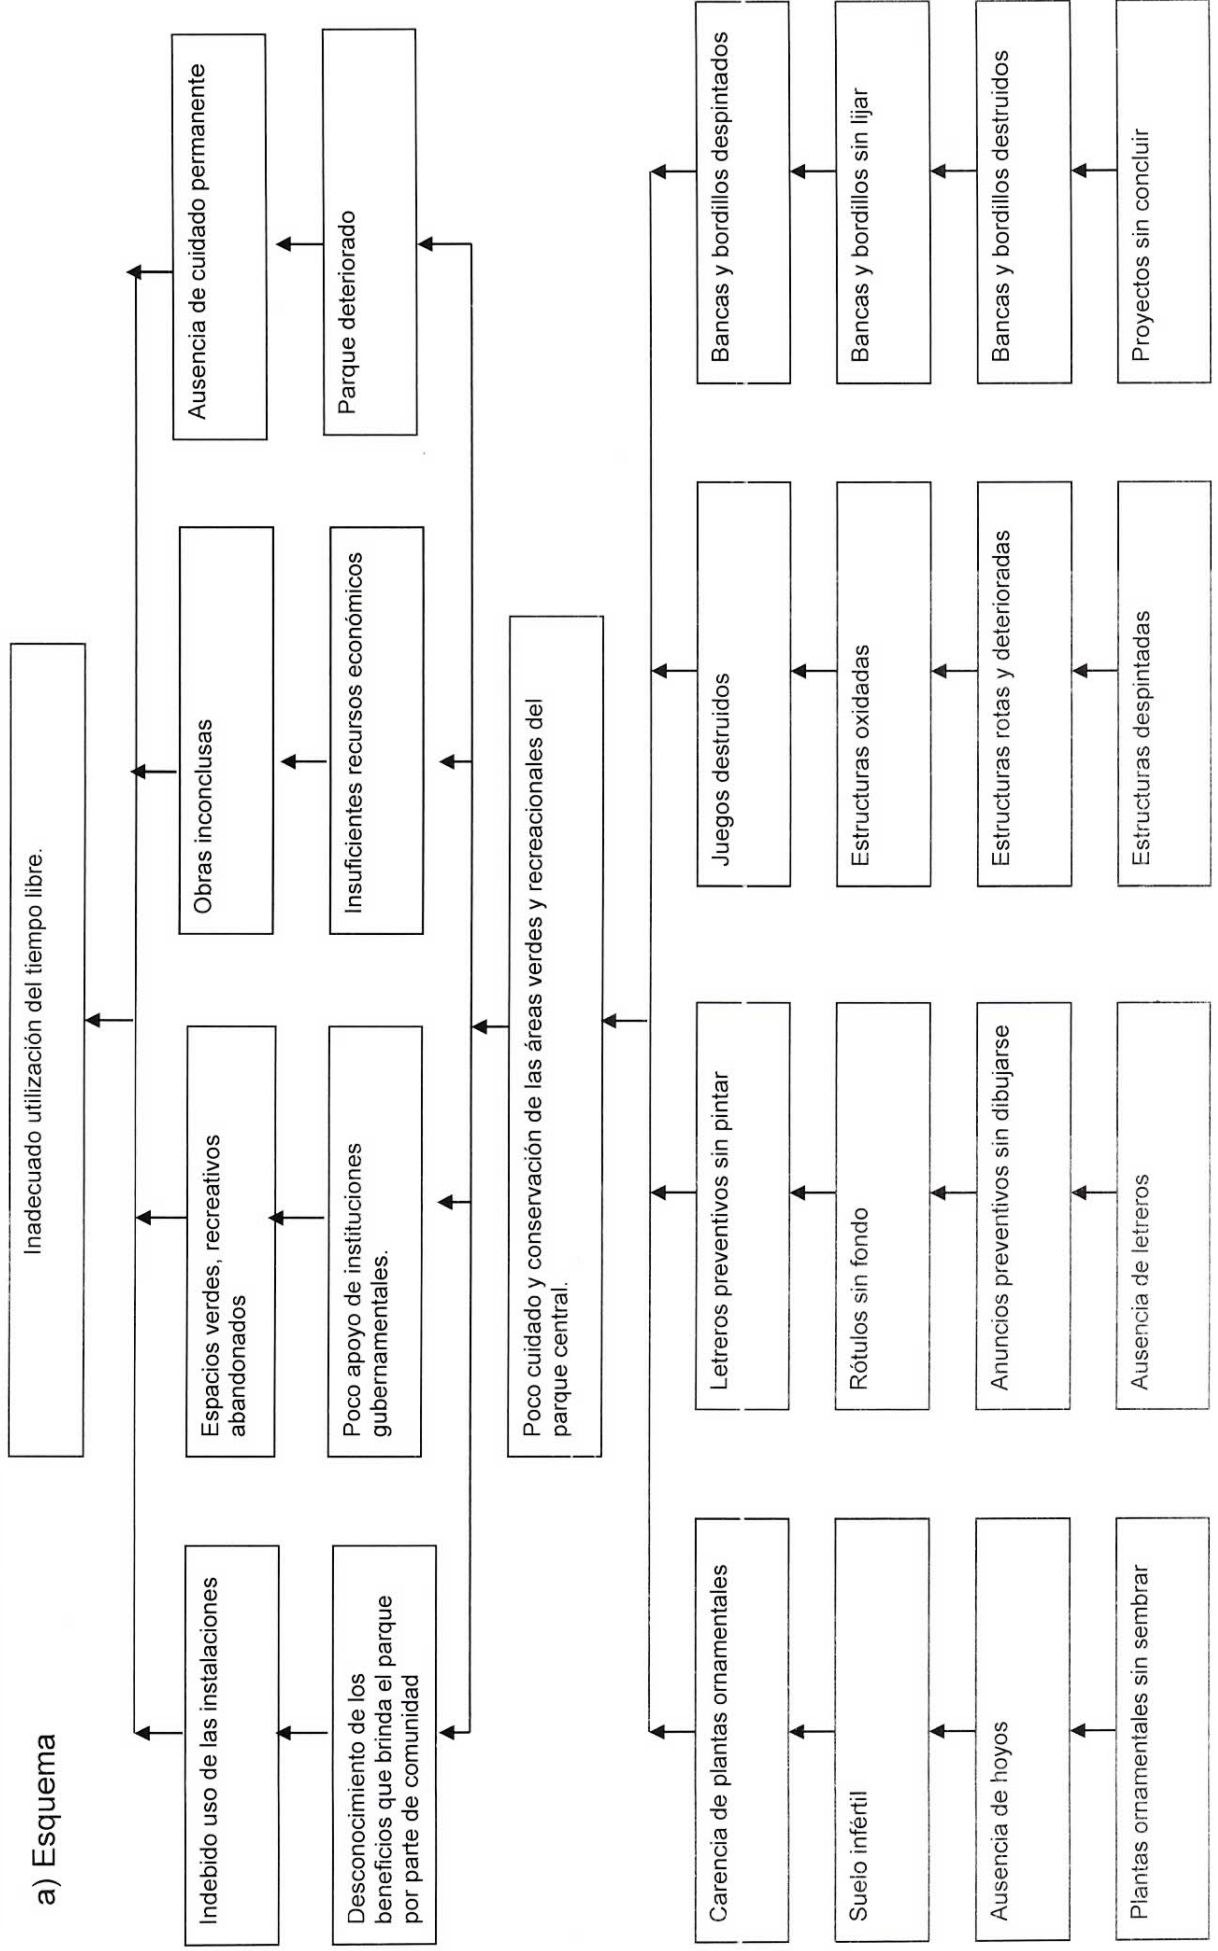 a) Esquema
Inadecuado utilización del tiempo libre.
Indebido uso de las instalaciones
Espacios verdes, recreativos
abandonados
Obras inconclusas
Ausencia de cuidado permanente
Desconocimiento de los
beneficios que brinda el parque
por parte de comunidad
Poco apoyo de instituciones
gubernamentales.
Insuficientes recursos económicos
Parque deteriorado
Poco cuidado y conservación de las áreas verdes y recreacionales del
parque central.
Carencia de plantas ornamentales
Letreros preventivos sin pintar
Juegos destruidos
Bancas y bordillos despintados
Suelo infértil
Rótulos sin fondo
Estructuras oxidadas
Bancas y bordillos sin lijar
Ausencia de hoyos
Anuncios preventivos sin dibujarse
Estructuras rotas y deterioradas
Bancas y bordillos destruidos
Plantas ornamentales sin sembrar
Ausencia de letreros
Estructuras despintadas
Proyectos sin concluir